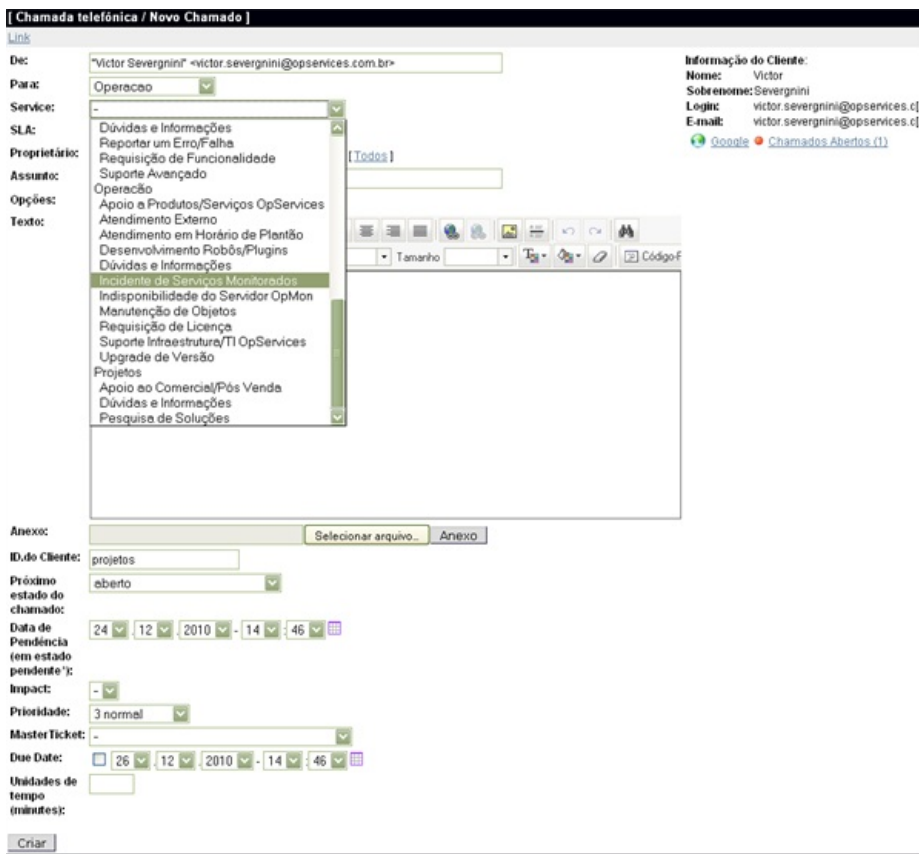 [ Chamada telefónica / Novo Chamado ]
Link
De: "Victor Severgnini" <victor.severgnini@opservices.com.br>
Para: Operacao
Service: -
SLA:
Dúvidas e Informações
Reportar um Erro/Falha
Requisição de Funcionalidade
Suporte Avançado
Operacão
Apoio a Produtos/Serviços OpServices
Atendimento Externo
Atendimento em Horário de Plantão
Desenvolvimento Robôs/Plugins
Dúvidas e Informações
Incidente de Serviços Monitorados
Indisponibilidade do Servidor OpMon
Manutenção de Objetos
Requisição de Licença
Suporte Infraestrutura/TI OpServices
Upgrade de Versão
Projetos
Apoio ao Comercial/Pós Venda
Dúvidas e Informações
Pesquisa de Soluções
Proprietário: [ Todos ]
Assunto:
Opções:
Texto:
Tamanho Código-F
Anexo: Selecionar arquivo... Anexo
ID.do Cliente: projetos
Próximo estado do chamado: aberto
Data de Pendência (em estado pendente*): 24 . 12 . 2010 - 14 : 46
Impact: -
Prioridade: 3 normal
MasterTicket: -
Due Date: 26 . 12 . 2010 - 14 : 46
Unidades de tempo (minutes):
Criar
Informação do Cliente:
Nome: Victor
Sobrenome: Severgnini
Login: victor.severgnini@opservices.c[
E-mail: victor.severgnini@opservices.c[
Google Chamados Abertos (1)